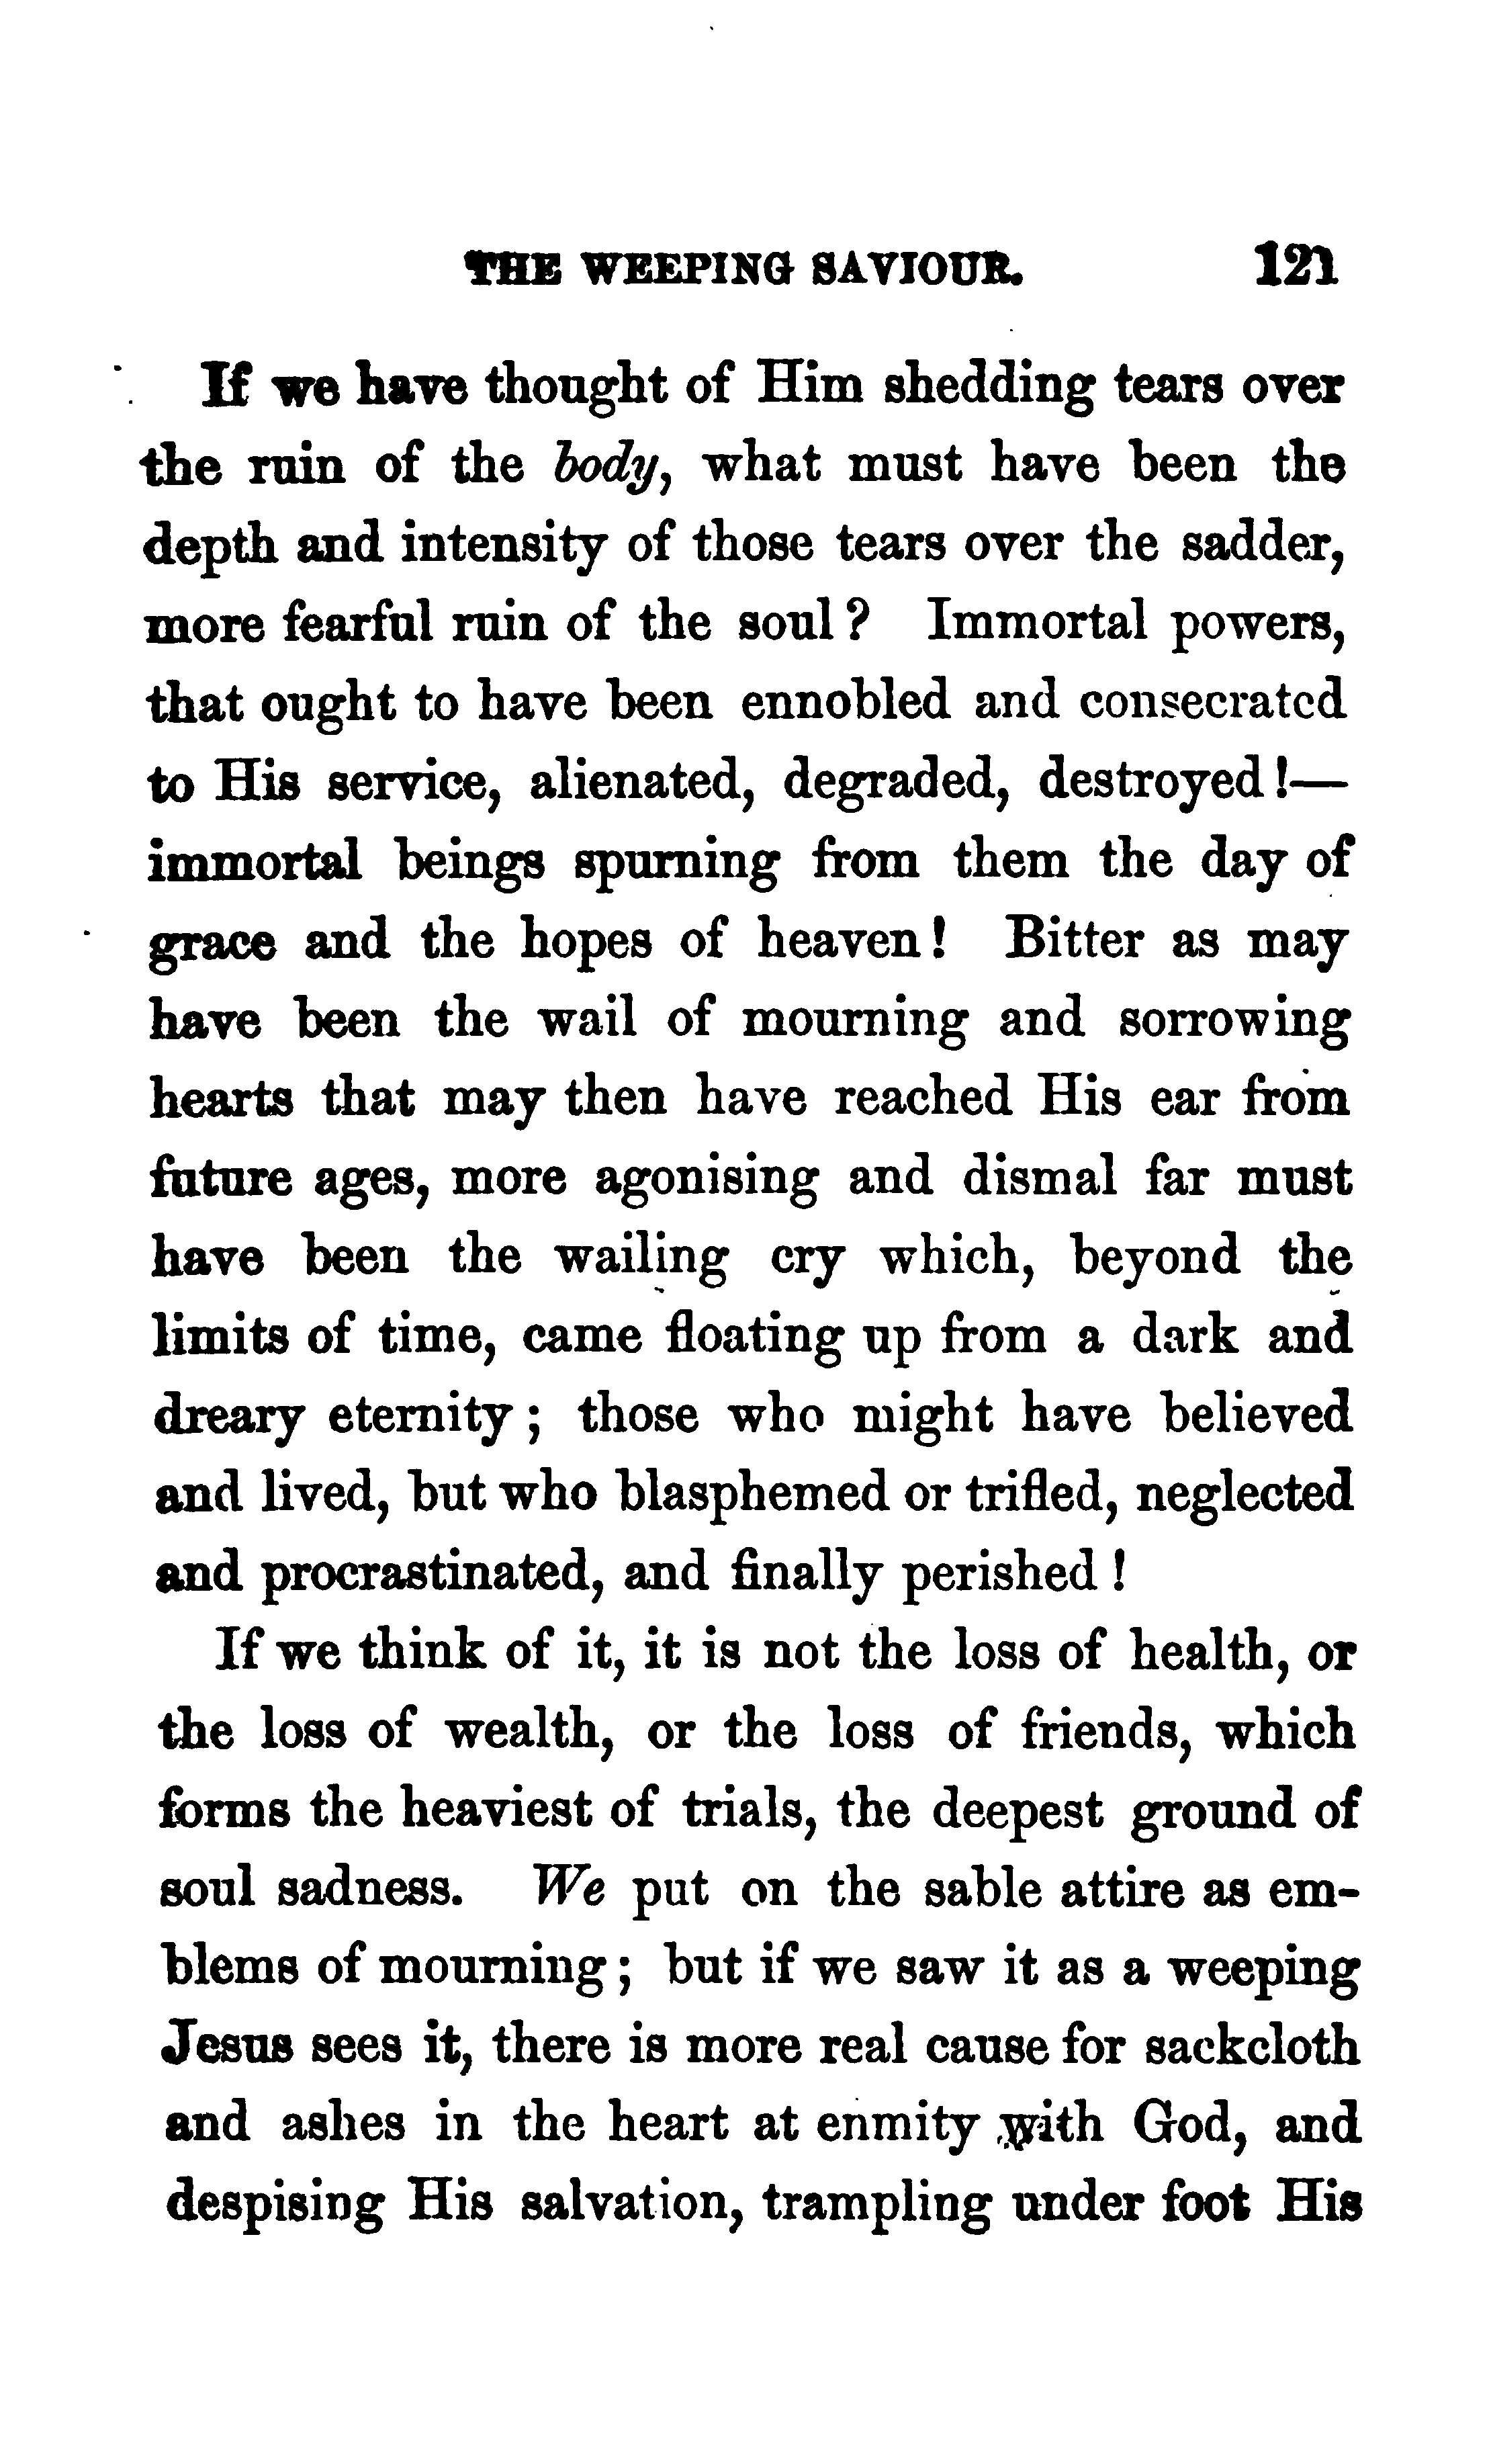 THE WEEPING SAVIOUR. 121
If we have thought of Him shedding tears over
the ruin of the body, what must have been the
depth and intensity of those tears over the sadder,
more fearful ruin of the soul? Immortal powers,
that ought to have been ennobled and consecrated
to His service, alienated, degraded, destroyed!—
immortal beings spurning from them the day of
grace and the hopes of heaven! Bitter as may
have been the wail of mourning and sorrowing
hearts that may then have reached His ear from
future ages, more agonising and dismal far must
have been the wailing cry which, beyond the
limits of time, came floating up from a dark and
dreary eternity; those who might have believed
and lived, but who blasphemed or trifled, neglected
and procrastinated, and finally perished!
If we think of it, it is not the loss of health, or
the loss of wealth, or the loss of friends, which
forms the heaviest of trials, the deepest ground of
soul sadness. We put on the sable attire as em-
blems of mourning; but if we saw it as a weeping
Jesus sees it, there is more real cause for sackcloth
and ashes in the heart at enmity with God, and
despising His salvation, trampling under foot His